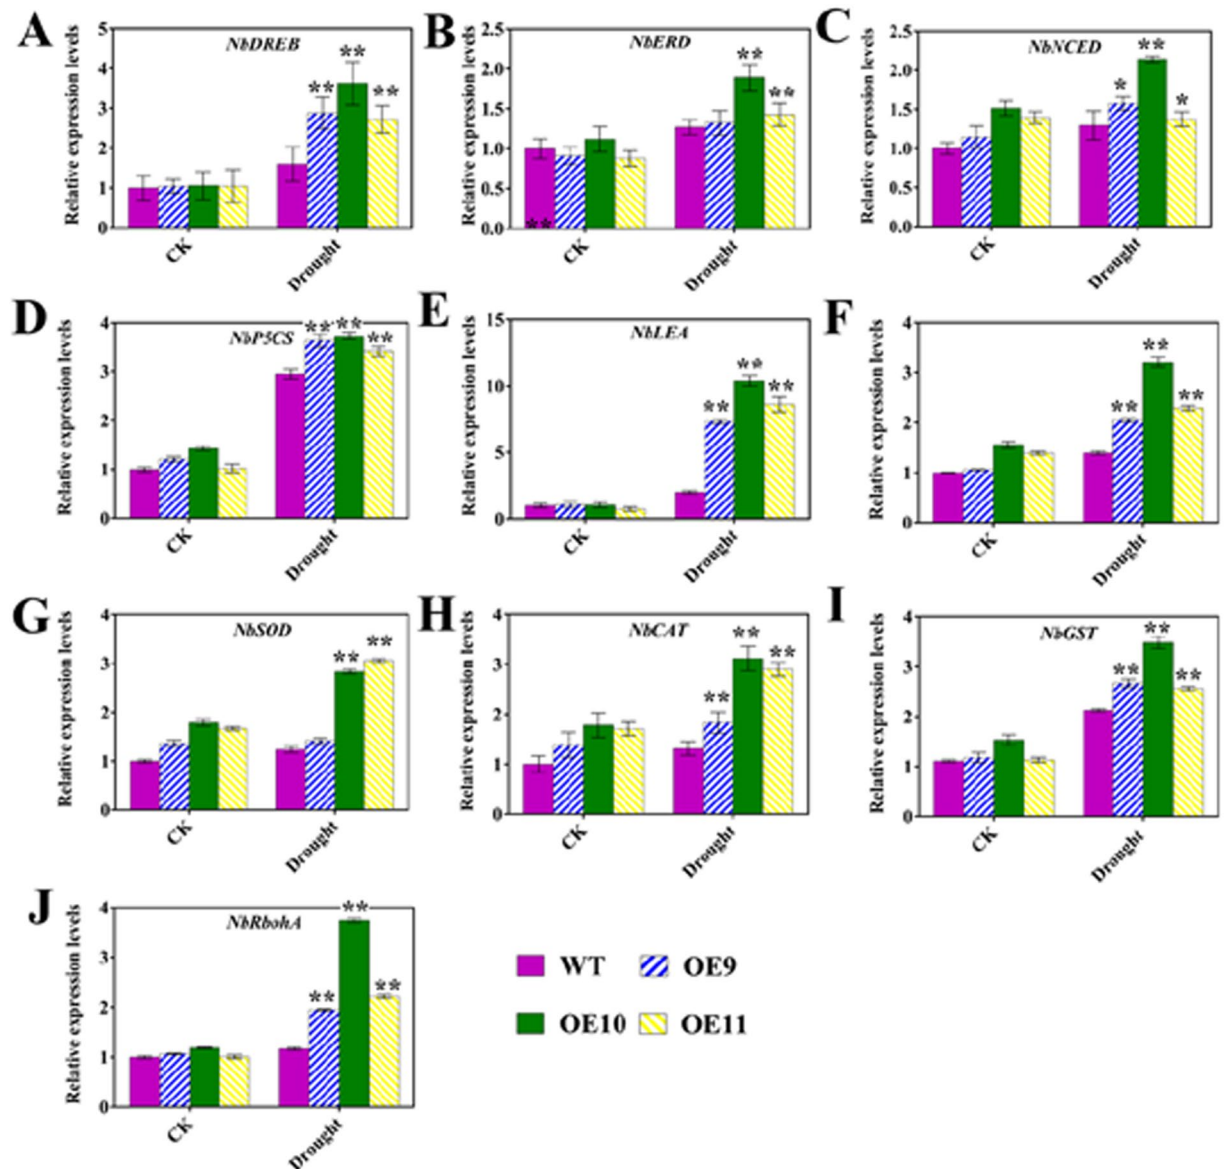 A
Relative expression levels
NbDREB
5
4
3
2
1
0
**
**
**
CK
Drought
B
Relative expression levels
NbERD
2.5
2.0
1.5
1.0
0.5
0.0
**
**
**
CK
Drought
C
Relative expression levels
NbNCED
2.5
2.0
1.5
1.0
0.5
0.0
*
**
*
CK
Drought
D
Relative expression levels
NbP5CS
4
3
2
1
0
**
**
**
CK
Drought
E
Relative expression levels
NbLEA
15
10
5
0
**
**
**
CK
Drought
F
Relative expression levels
4
3
2
1
0
**
**
**
CK
Drought
G
Relative expression levels
NbSOD
4
3
2
1
0
**
**
CK
Drought
H
Relative expression levels
NbCAT
4
3
2
1
0
**
**
**
CK
Drought
I
Relative expression levels
NbGST
4
3
2
1
0
**
**
**
CK
Drought
J
Relative expression levels
NbRbohA
4
3
2
1
0
**
**
**
CK
Drought
WT
OE9
OE10
OE11